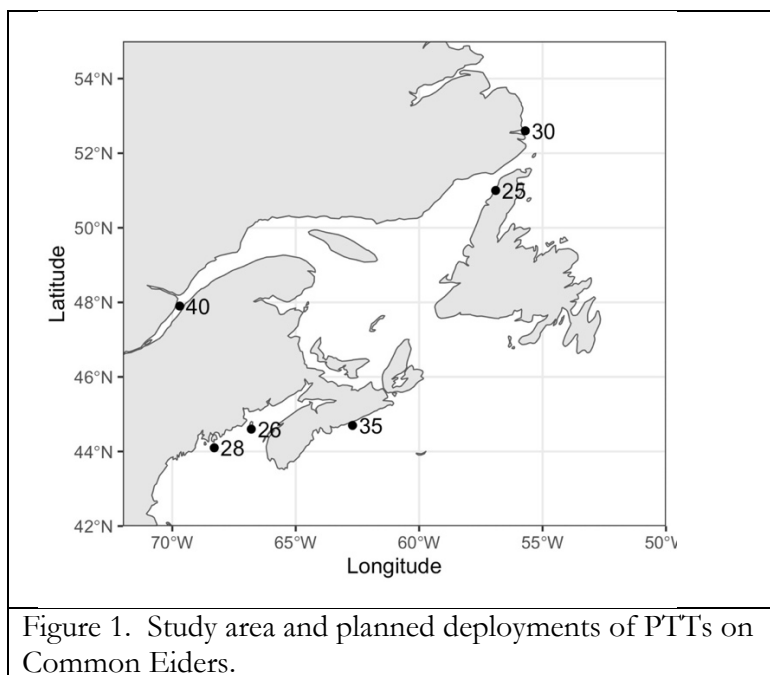 54°N
30
52°N
25
50°N
Latitude
48°N
40
46°N
26
35
28
44°N
42°N
70°W 65°W 60°W 55°W 50°W
Longitude
Figure 1. Study area and planned deployments of PTTs on
Common Eiders.